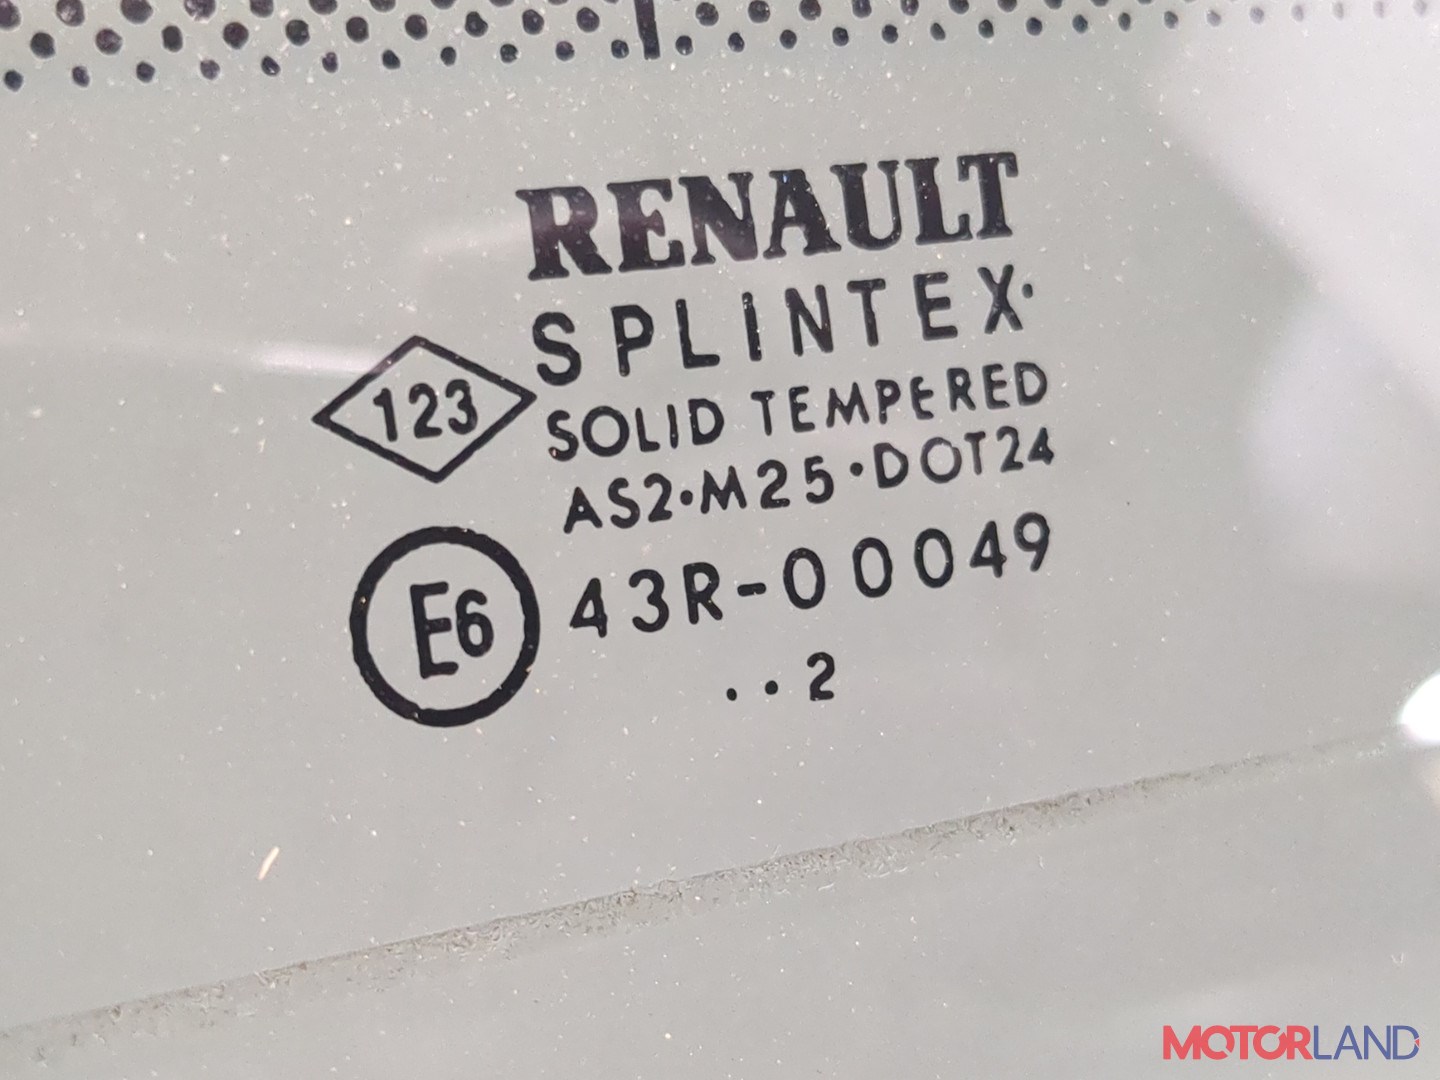 RENAULT
SPLINTEX.
123
SOLID TEMPERED
AS2·M25·DOT24
E6
43R-00049
..2
MOTORLAND